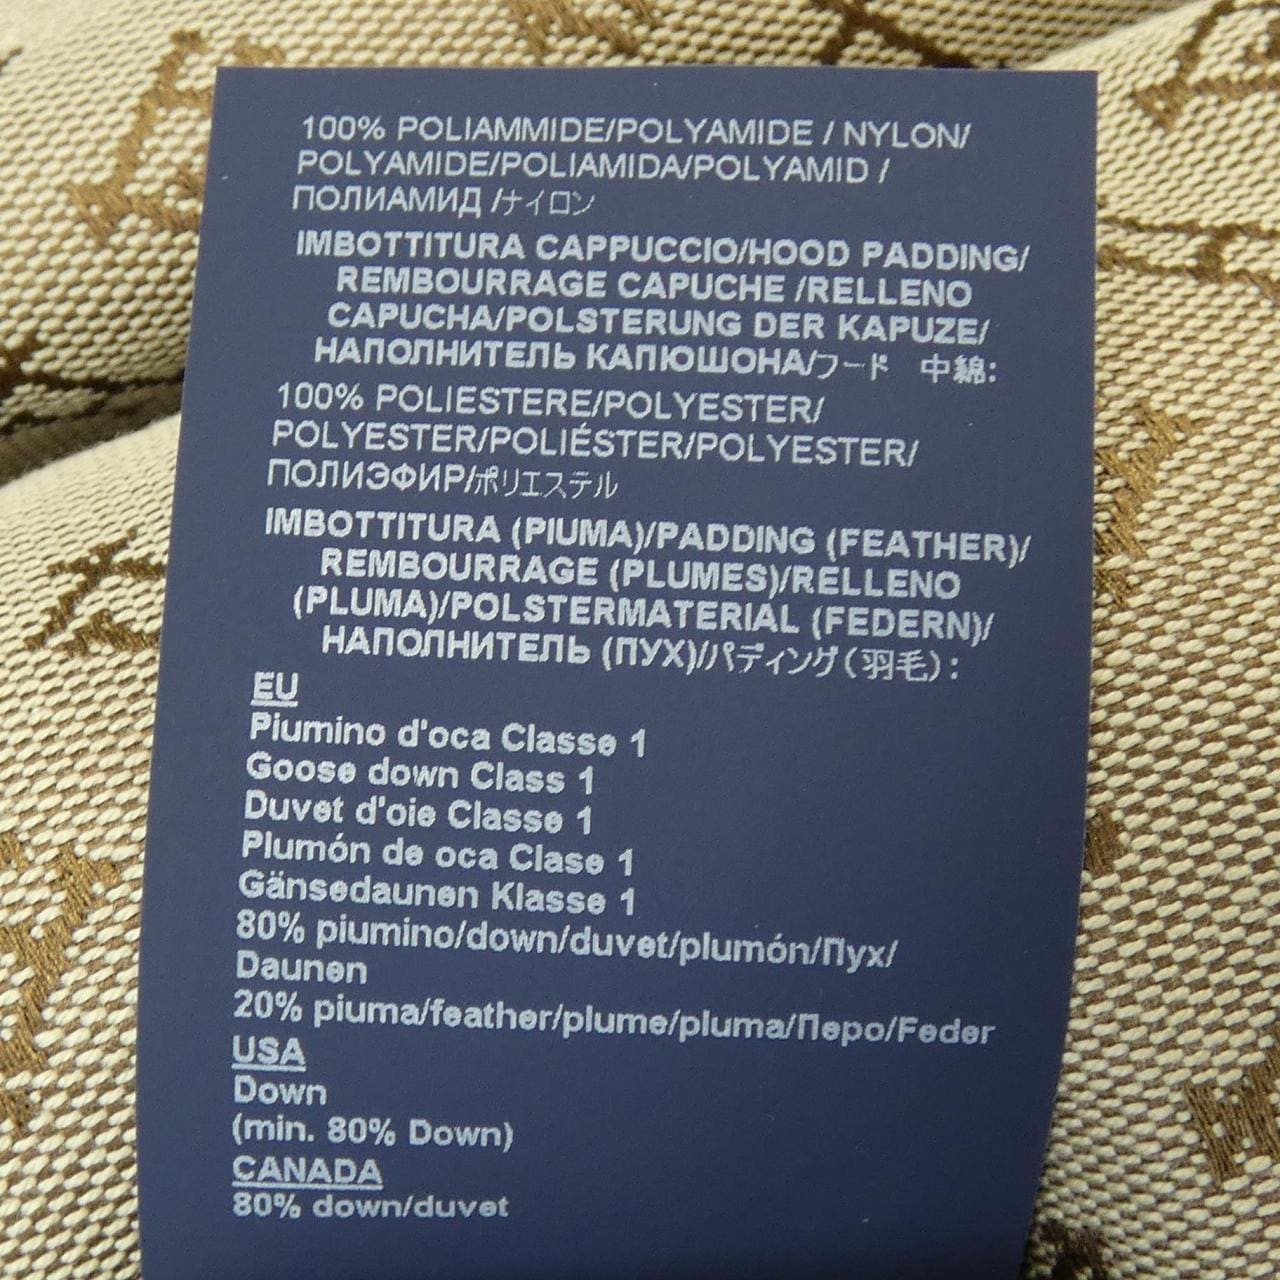 100% POLIAMMIDE/POLYAMIDE / NYLON/
POLYAMIDE/POLIAMIDA/POLYAMID /
ПОЛИАМИД /ナイロン
IMBOTTITURA CAPPUCCIO/HOOD PADDING/
REMBOURRAGE CAPUCHE /RELLENO
CAPUCHA/POLSTERUNG DER KAPUZE/
НАПОЛНИТЕЛЬ КАПЮШОНА/フード 中綿:
100% POLIESTERE/POLYESTER/
POLYESTER/POLIÉSTER/POLYESTER/
ПОЛИЭФИР/ポリエステル
IMBOTTITURA (PIUMA)/PADDING (FEATHER)/
REMBOURRAGE (PLUMES)/RELLENO
(PLUMA)/POLSTERMATERIAL (FEDERN)/
НАПОЛНИТЕЛЬ (ПУХ)/パディング(羽毛):
EU
Piumino d'oca Classe 1
Goose down Class 1
Duvet d'oie Classe 1
Plumón de oca Clase 1
Gänsedaunen Klasse 1
80% piumino/down/duvet/plumón/Пух/
Daunen
20% piuma/feather/plume/pluma/Перо/Feder
USA
Down
(min. 80% Down)
CANADA
80% down/duvet